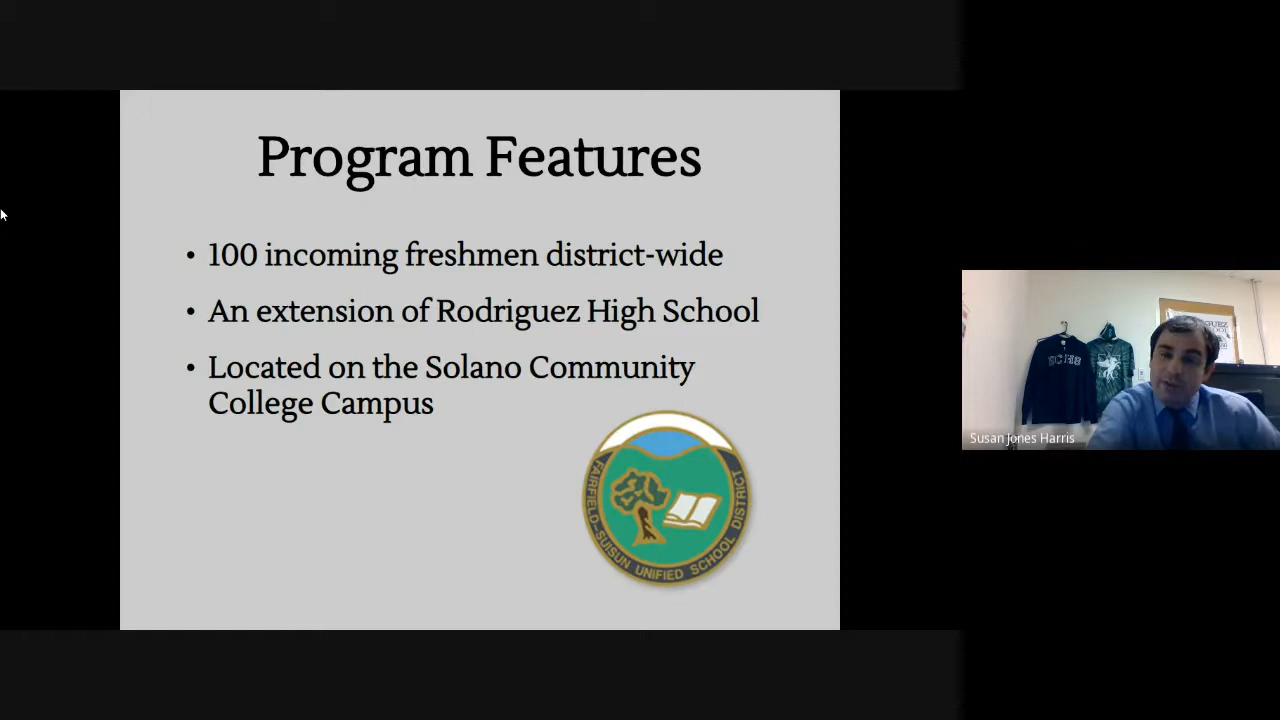 Program Features
• 100 incoming freshmen district-wide
• An extension of Rodriguez High School
• Located on the Solano Community
College Campus
FAIRFIELD-SUISUN UNIFIED SCHOOL DISTRICT
Susan Jones Harris